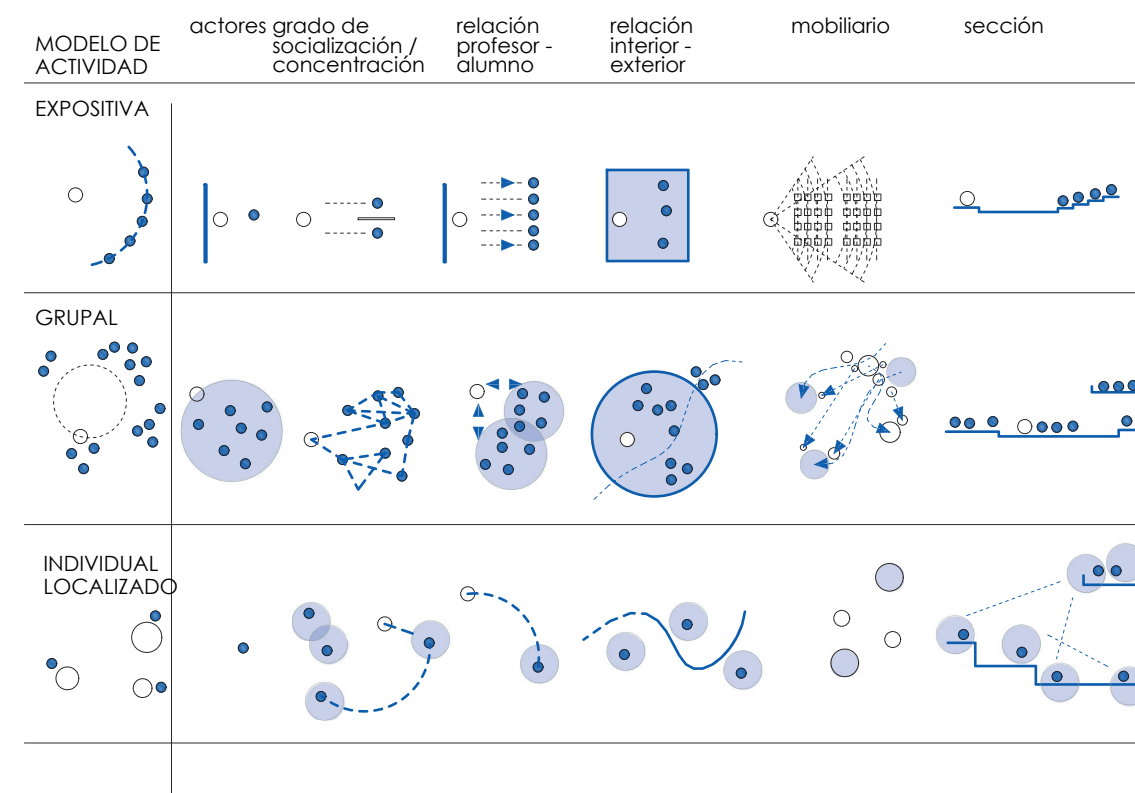 MODELO DE
ACTIVIDAD
actores
grado de
socialización /
concentración
relación
profesor -
alumno
relación
interior -
exterior
mobiliario
sección
EXPOSITIVA
GRUPAL
INDIVIDUAL
LOCALIZADO